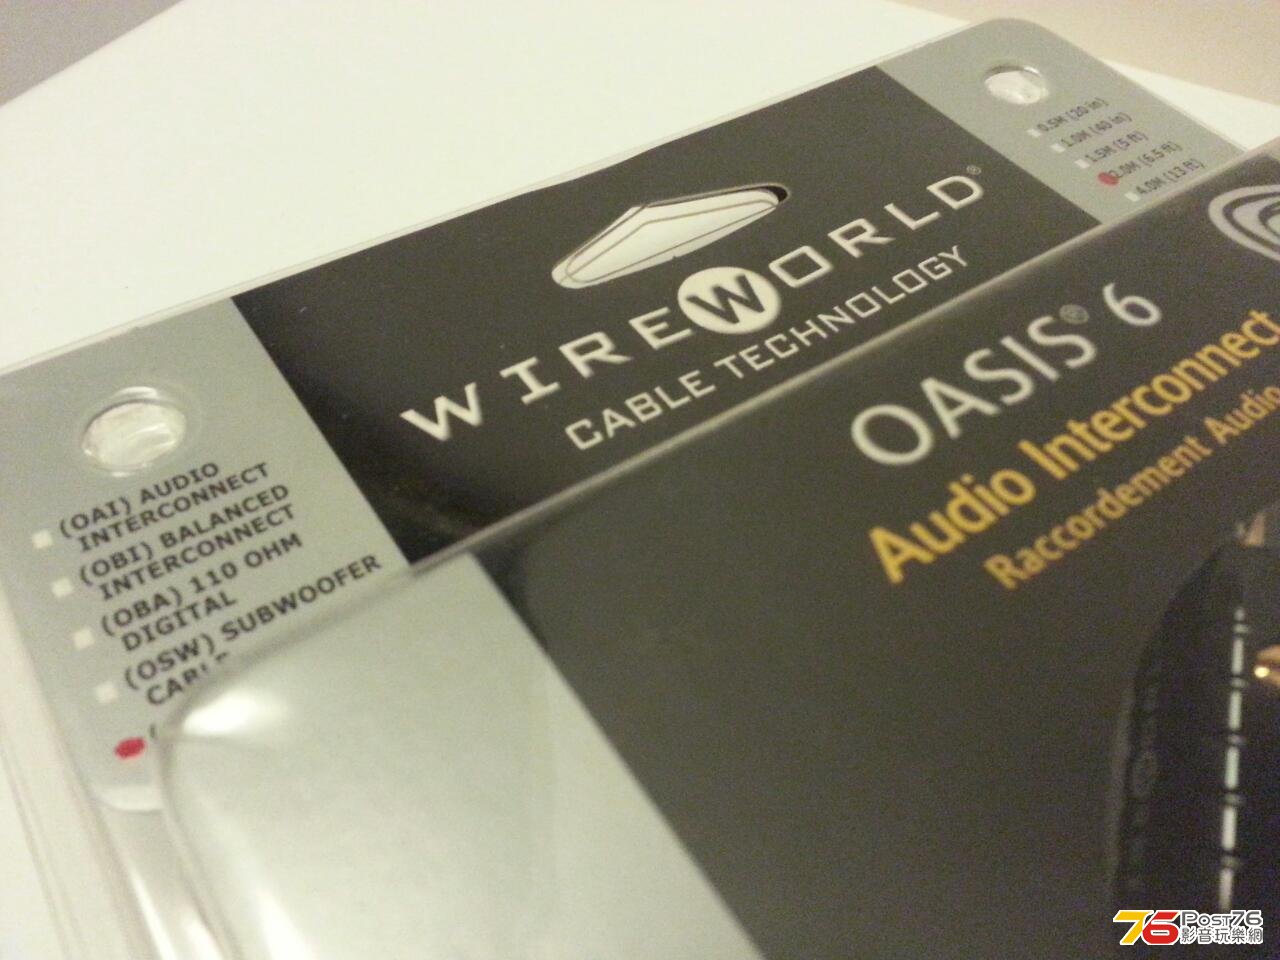 WIREWORLD®
CABLE TECHNOLOGY
0.5M (20 in)
1.0M (40 in)
1.5M (5 ft)
2.0M (6.5 ft)
4.0M (13 ft)
(OAI) AUDIO
INTERCONNECT
(OBI) BALANCED
INTERCONNECT
(OBA) 110 OHM
DIGITAL
(OSW) SUBWOOFER
CABLE
OASIS® 6
Audio Interconnect
Raccordement Audio
76 Post76
影音玩樂網